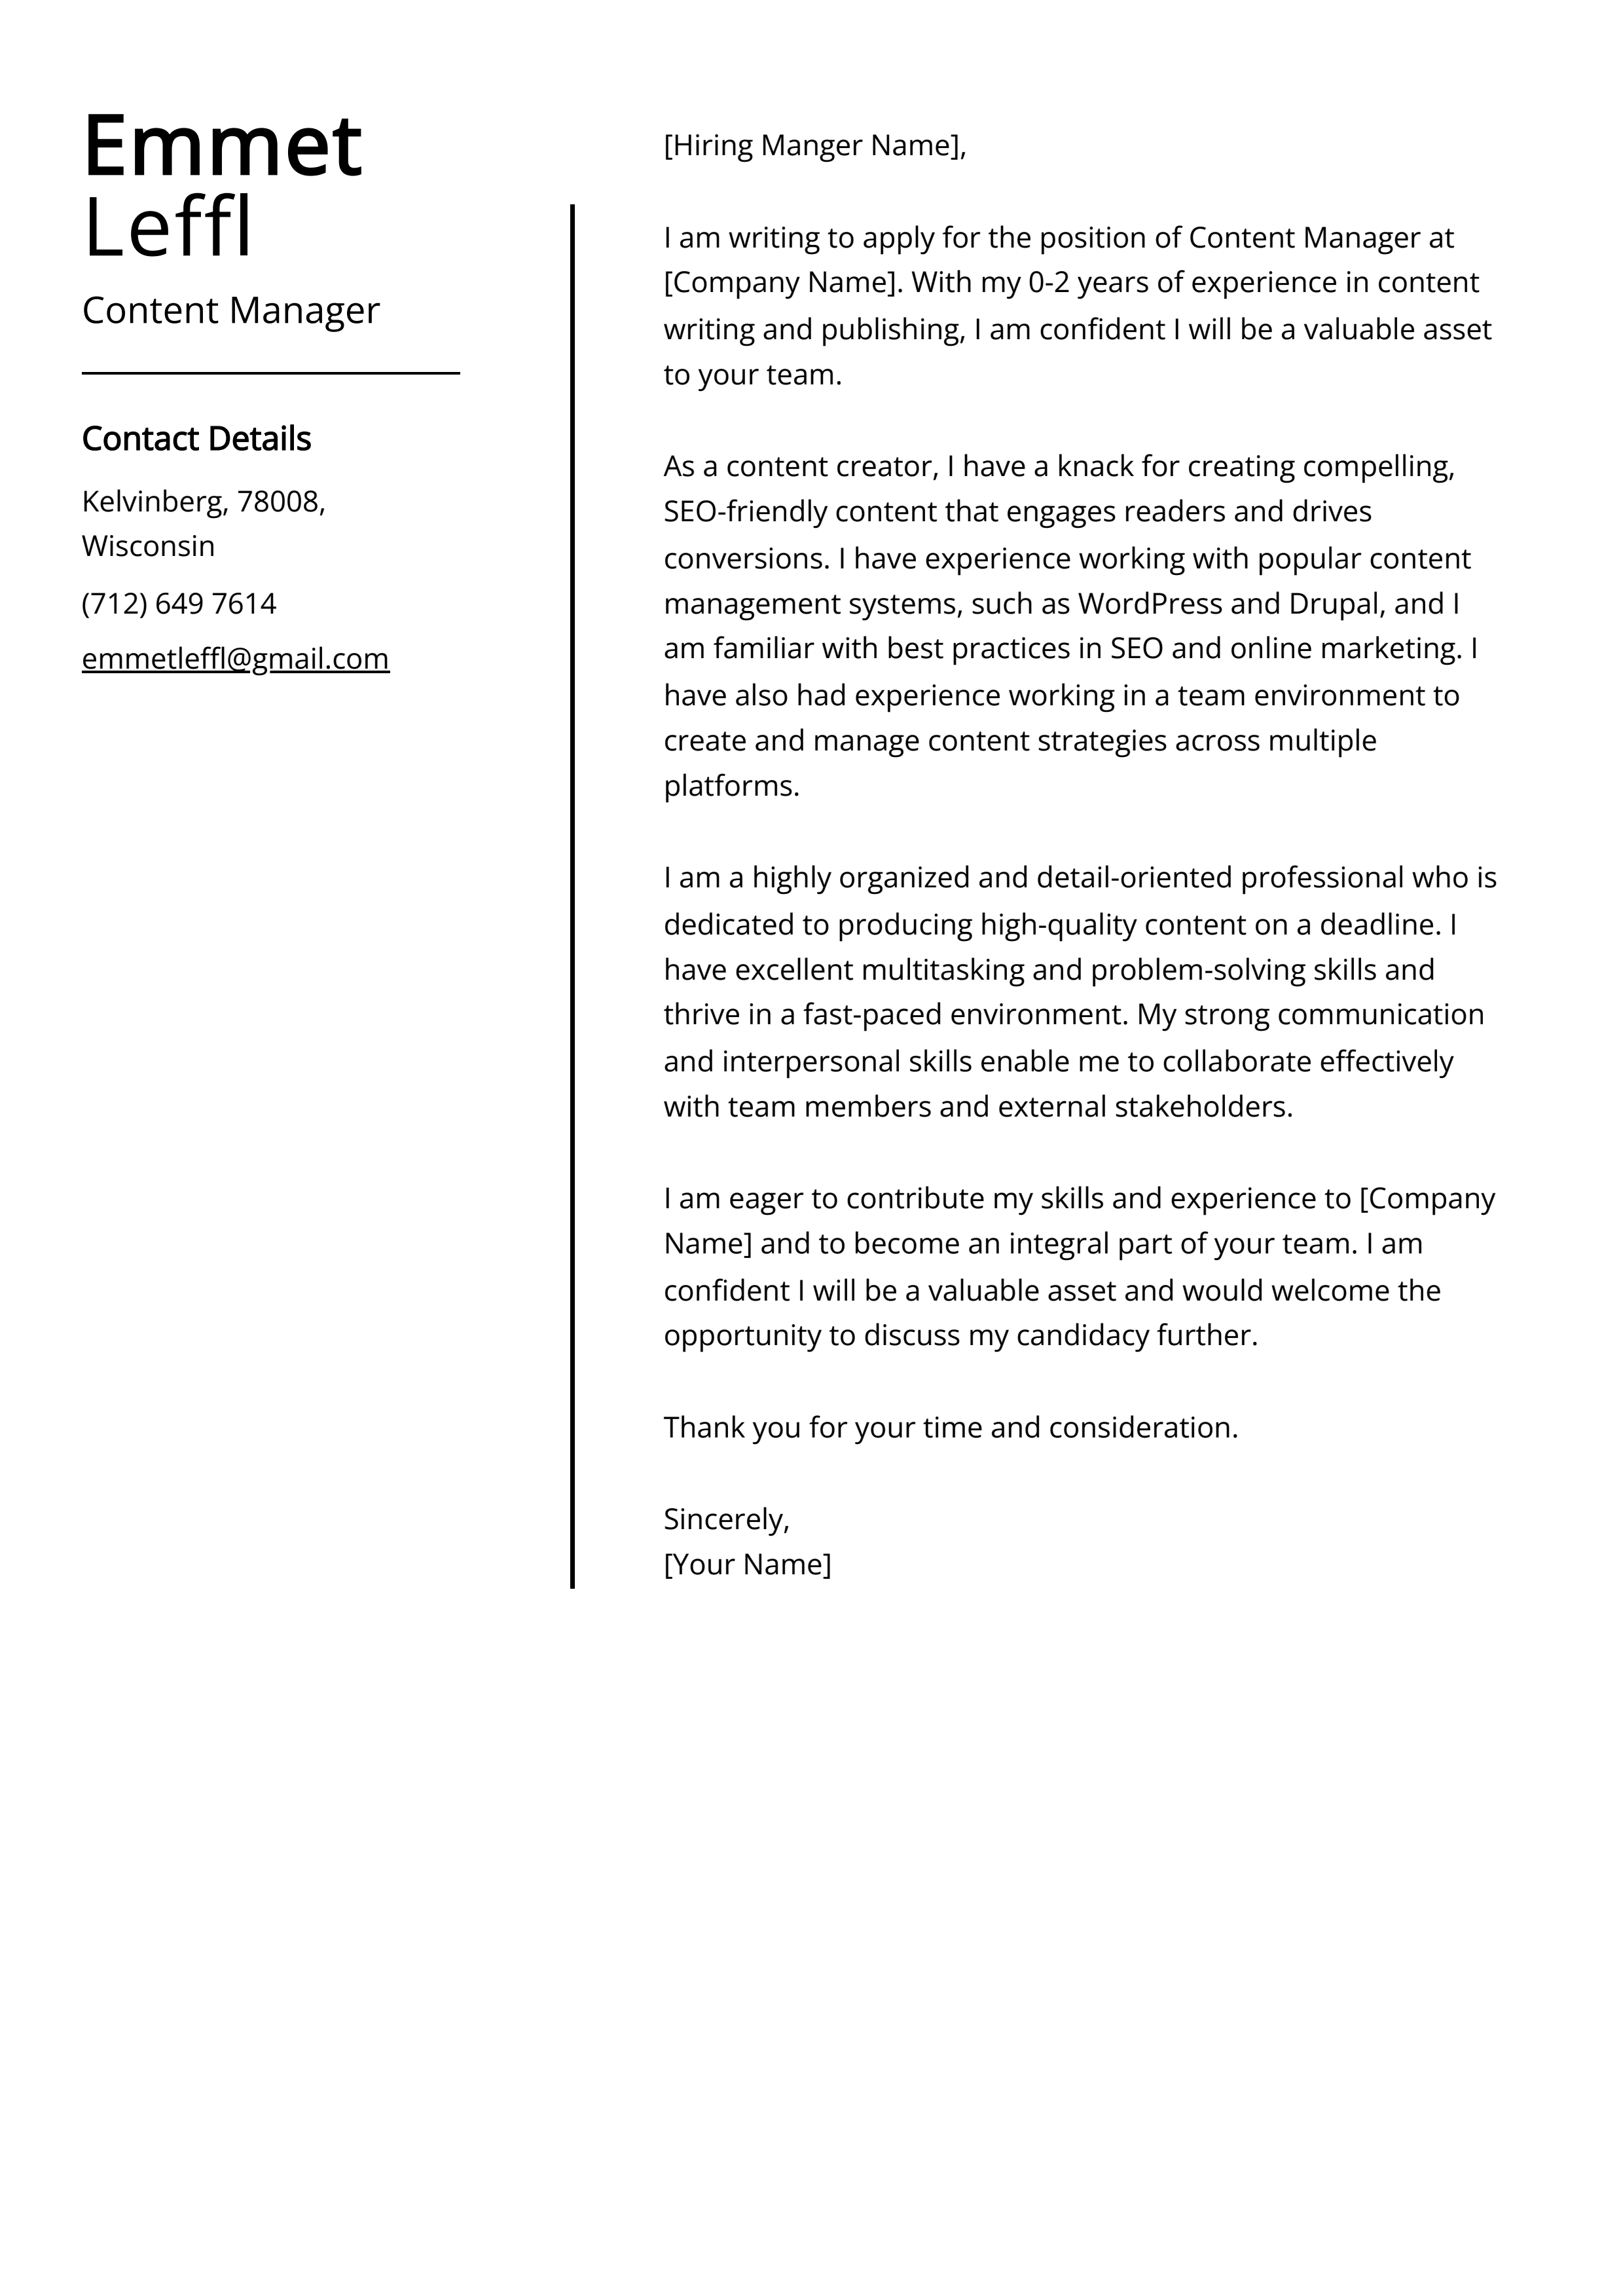 Emmet
Leffl
Content Manager
Contact Details
Kelvinberg, 78008,
Wisconsin
(712) 649 7614
emmetleffl@gmail.com
[Hiring Manger Name],
I am writing to apply for the position of Content Manager at
[Company Name]. With my 0-2 years of experience in content
writing and publishing, I am confident I will be a valuable asset
to your team.
As a content creator, I have a knack for creating compelling,
SEO-friendly content that engages readers and drives
conversions. I have experience working with popular content
management systems, such as WordPress and Drupal, and I
am familiar with best practices in SEO and online marketing. I
have also had experience working in a team environment to
create and manage content strategies across multiple
platforms.
I am a highly organized and detail-oriented professional who is
dedicated to producing high-quality content on a deadline. I
have excellent multitasking and problem-solving skills and
thrive in a fast-paced environment. My strong communication
and interpersonal skills enable me to collaborate effectively
with team members and external stakeholders.
I am eager to contribute my skills and experience to [Company
Name] and to become an integral part of your team. I am
confident I will be a valuable asset and would welcome the
opportunity to discuss my candidacy further.
Thank you for your time and consideration.
Sincerely,
[Your Name]